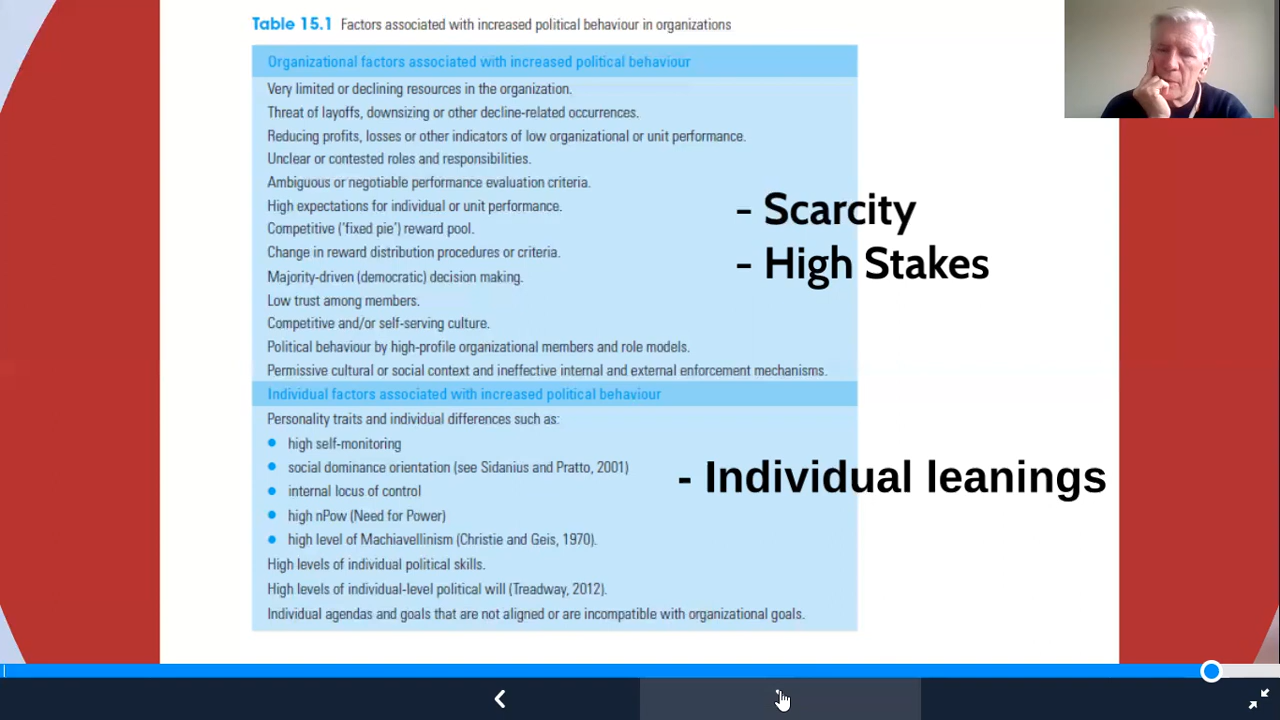 Table 15.1 Factors associated with increased political behaviour in organizations
Organizational factors associated with increased political behaviour
Very limited or declining resources in the organization.
Threat of layoffs, downsizing or other decline-related occurrences.
Reducing profits, losses or other indicators of low organizational or unit performance.
Unclear or contested roles and responsibilities.
Ambiguous or negotiable performance evaluation criteria.
High expectations for individual or unit performance.
Competitive (‘fixed pie’) reward pool.
Change in reward distribution procedures or criteria.
Majority-driven (democratic) decision making.
Low trust among members.
Competitive and/or self-serving culture.
Political behaviour by high-profile organizational members and role models.
Permissive cultural or social context and ineffective internal and external enforcement mechanisms.
- Scarcity
- High Stakes
Individual factors associated with increased political behaviour
Personality traits and individual differences such as:
● high self-monitoring
● social dominance orientation (see Sidanius and Pratto, 2001)
● internal locus of control
● high nPow (Need for Power)
● high level of Machiavellinism (Christie and Geis, 1970).
High levels of individual political skills.
High levels of individual-level political will (Treadway, 2012).
Individual agendas and goals that are not aligned or are incompatible with organizational goals.
- Individual leanings